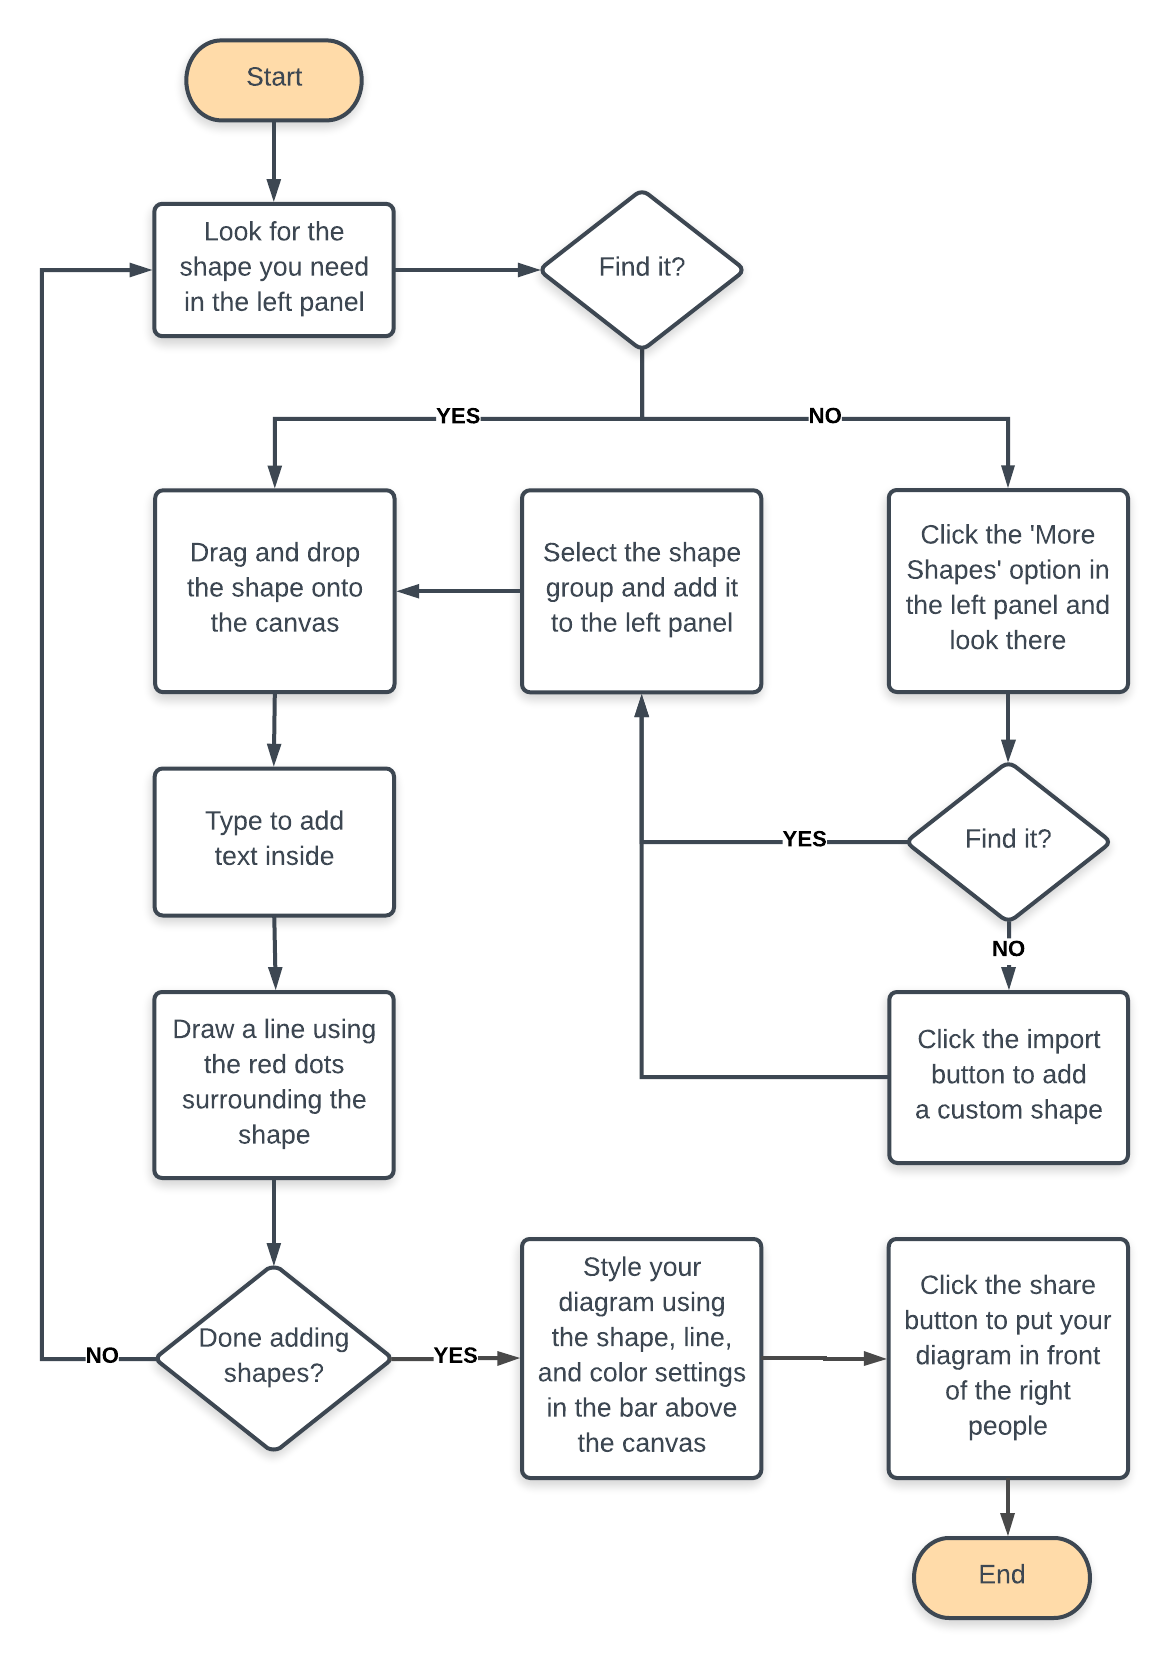 Start
Look for the
shape you need
in the left panel
Find it?
YES
NO
Drag and drop
the shape onto
the canvas
Select the shape
group and add it
to the left panel
Click the 'More
Shapes' option in
the left panel and
look there
Type to add
text inside
YES
Find it?
NO
Draw a line using
the red dots
surrounding the
shape
Click the import
button to add
a custom shape
NO
Done adding
shapes?
YES
Style your
diagram using
the shape, line,
and color settings
in the bar above
the canvas
Click the share
button to put your
diagram in front
of the right
people
End